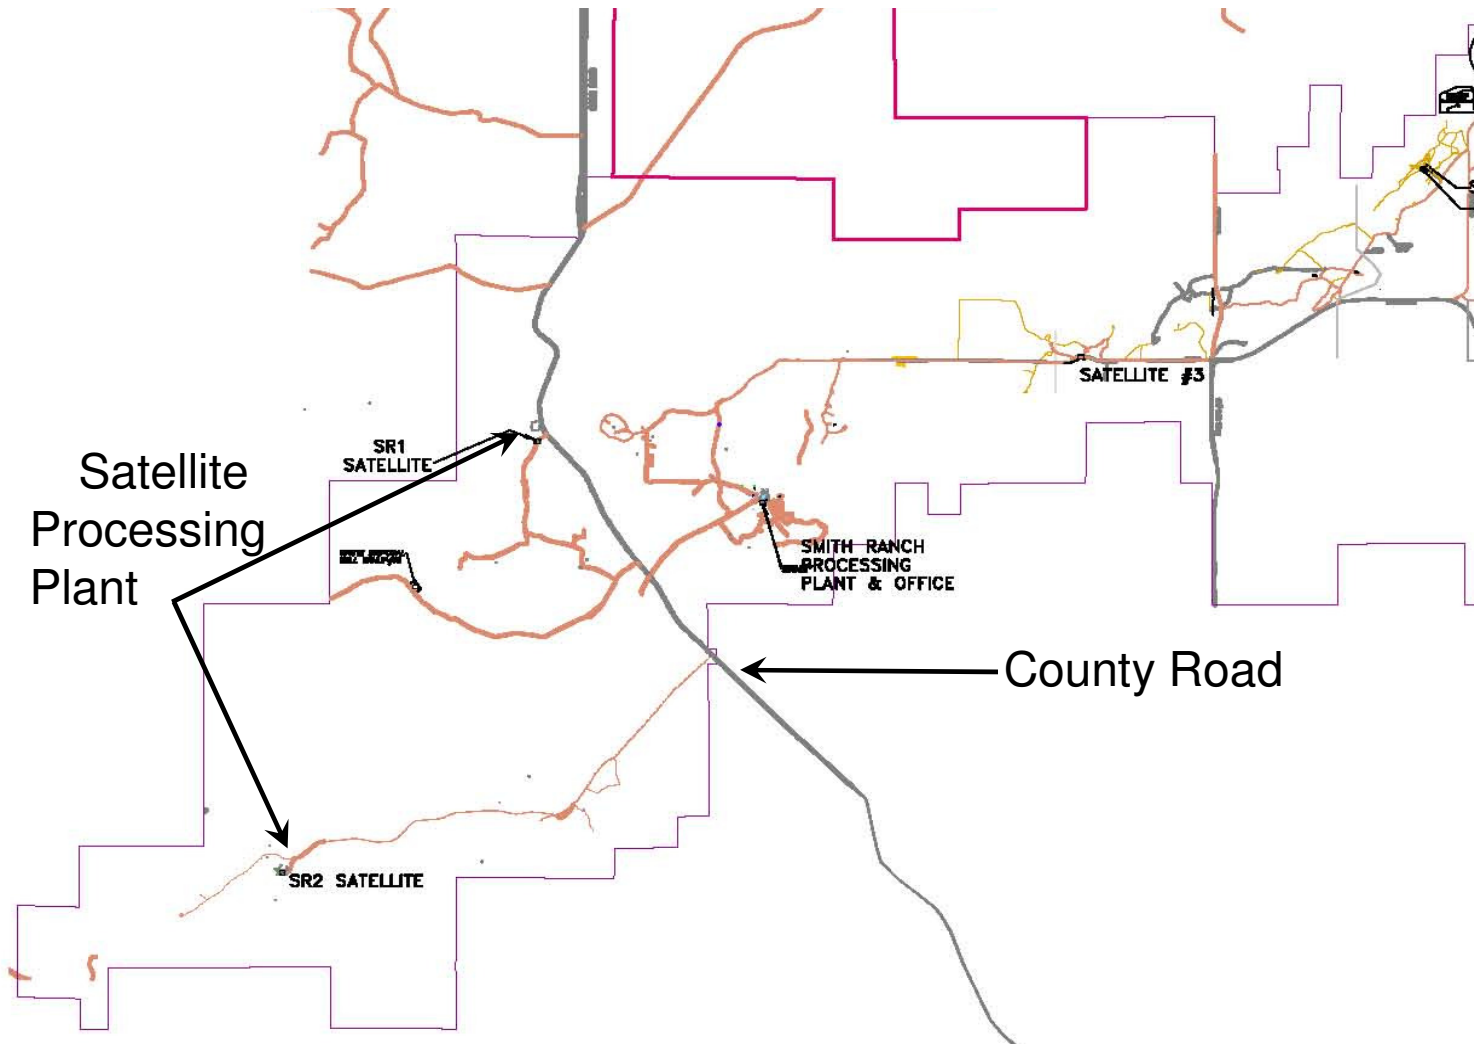 SATELLITE #3
SR1
SATELLITE
Satellite
Processing
Plant
SMITH RANCH
PROCESSING
PLANT & OFFICE
County Road
SR2 SATELLITE